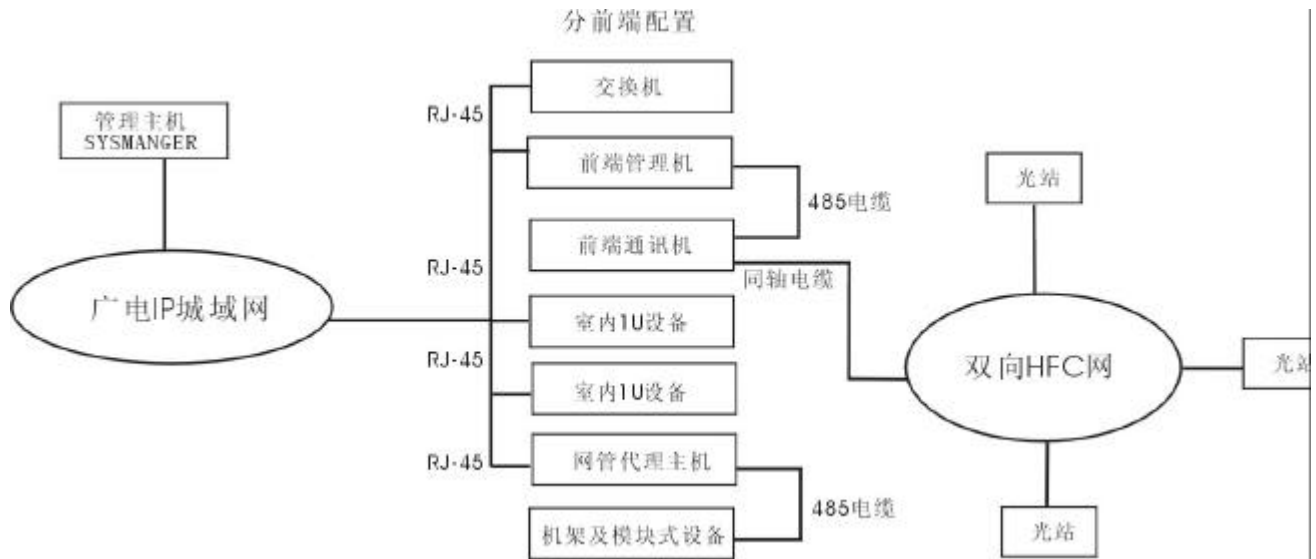 分前端配置
管理主机
SYSMANGER
RJ-45
交换机
前端管理机
485电缆
前端通讯机
RJ-45
同轴电缆
广电IP城域网
室内1U设备
RJ-45
室内1U设备
RJ-45
网管代理主机
485电缆
机架及模块式设备
光站
双向HFC网
光站
光站